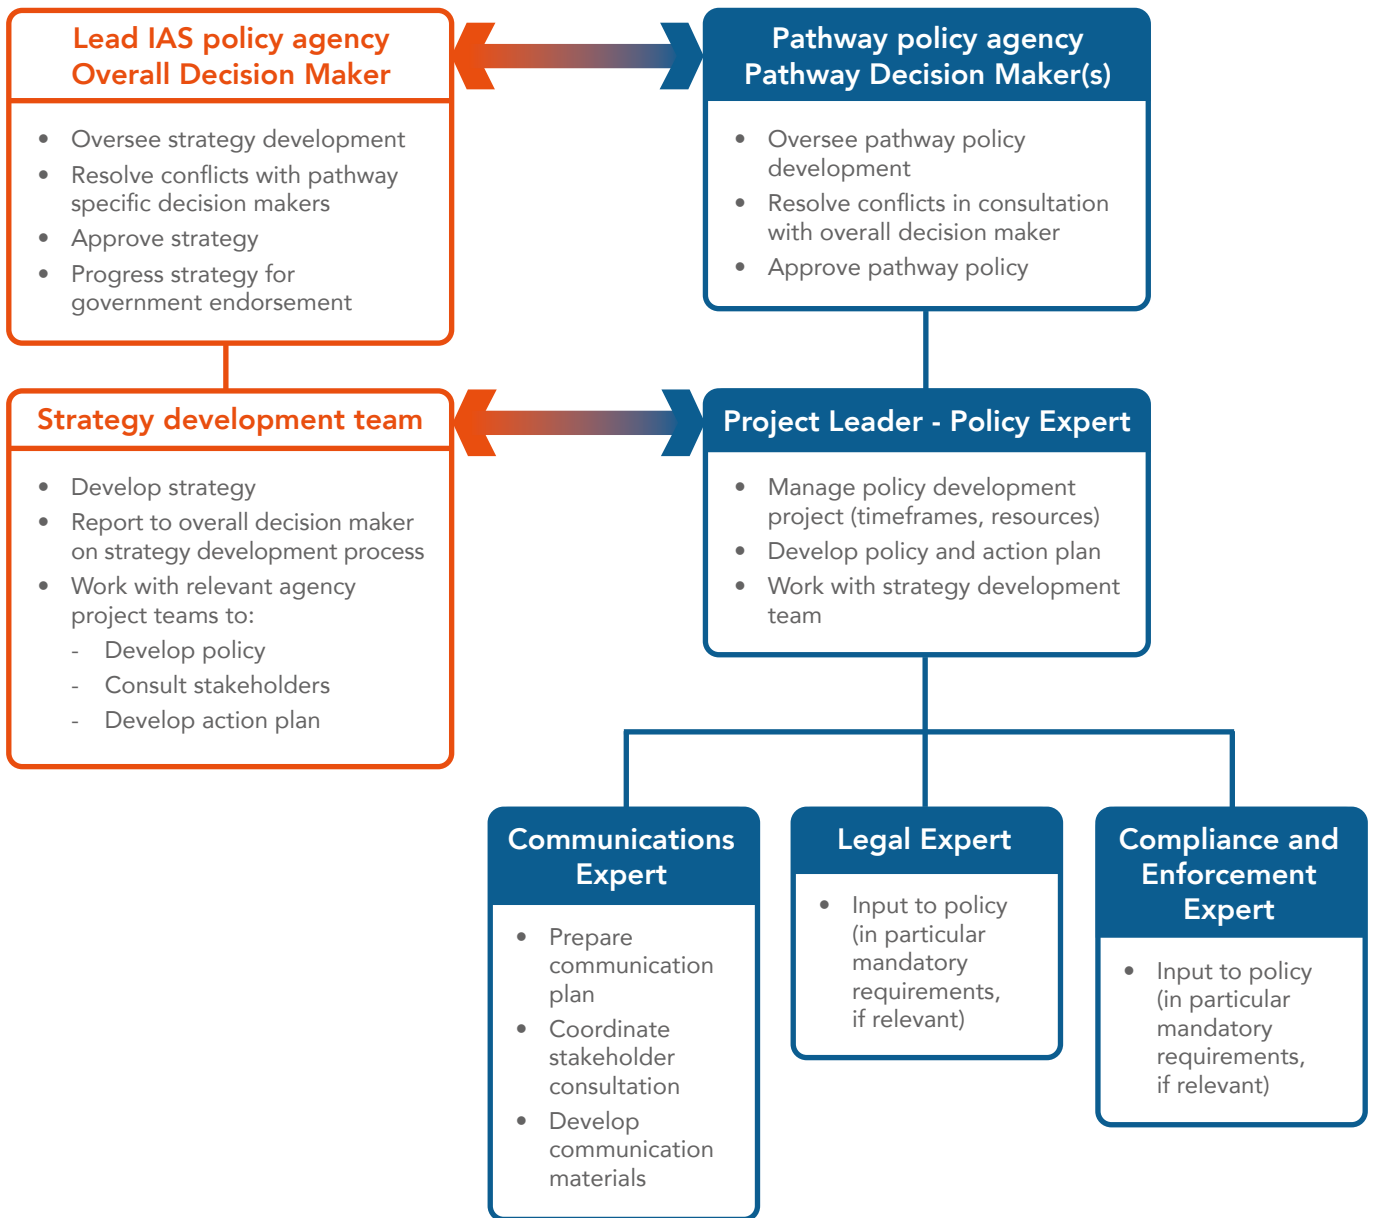 Lead IAS policy agency
Overall Decision Maker
• Oversee strategy development
• Resolve conflicts with pathway
specific decision makers
• Approve strategy
• Progress strategy for
government endorsement
Pathway policy agency
Pathway Decision Maker(s)
• Oversee pathway policy
development
• Resolve conflicts in consultation
with overall decision maker
• Approve pathway policy
Strategy development team
• Develop strategy
• Report to overall decision maker
on strategy development process
• Work with relevant agency
project teams to:
- Develop policy
- Consult stakeholders
- Develop action plan
Project Leader - Policy Expert
• Manage policy development
project (timeframes, resources)
• Develop policy and action plan
• Work with strategy development
team
Communications
Expert
• Prepare
communication
plan
• Coordinate
stakeholder
consultation
• Develop
communication
materials
Legal Expert
• Input to policy
(in particular
mandatory
requirements,
if relevant)
Compliance and
Enforcement
Expert
• Input to policy
(in particular
mandatory
requirements,
if relevant)